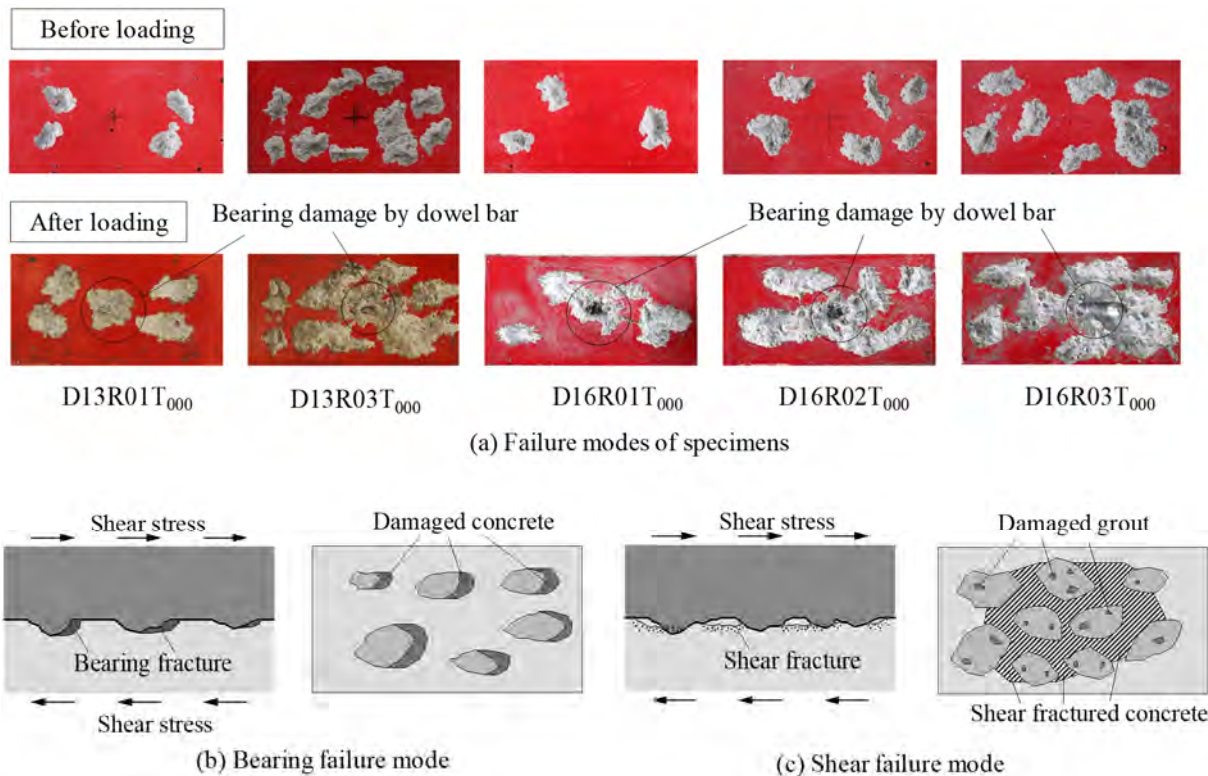 Before loading
After loading
Bearing damage by dowel bar
Bearing damage by dowel bar
D13R01T000
D13R03T000
D16R01T000
D16R02T000
D16R03T000
(a) Failure modes of specimens
Shear stress
Damaged concrete
Bearing fracture
Shear stress
(b) Bearing failure mode
Shear stress
Damaged grout
Shear fracture
Shear fractured concrete
(c) Shear failure mode